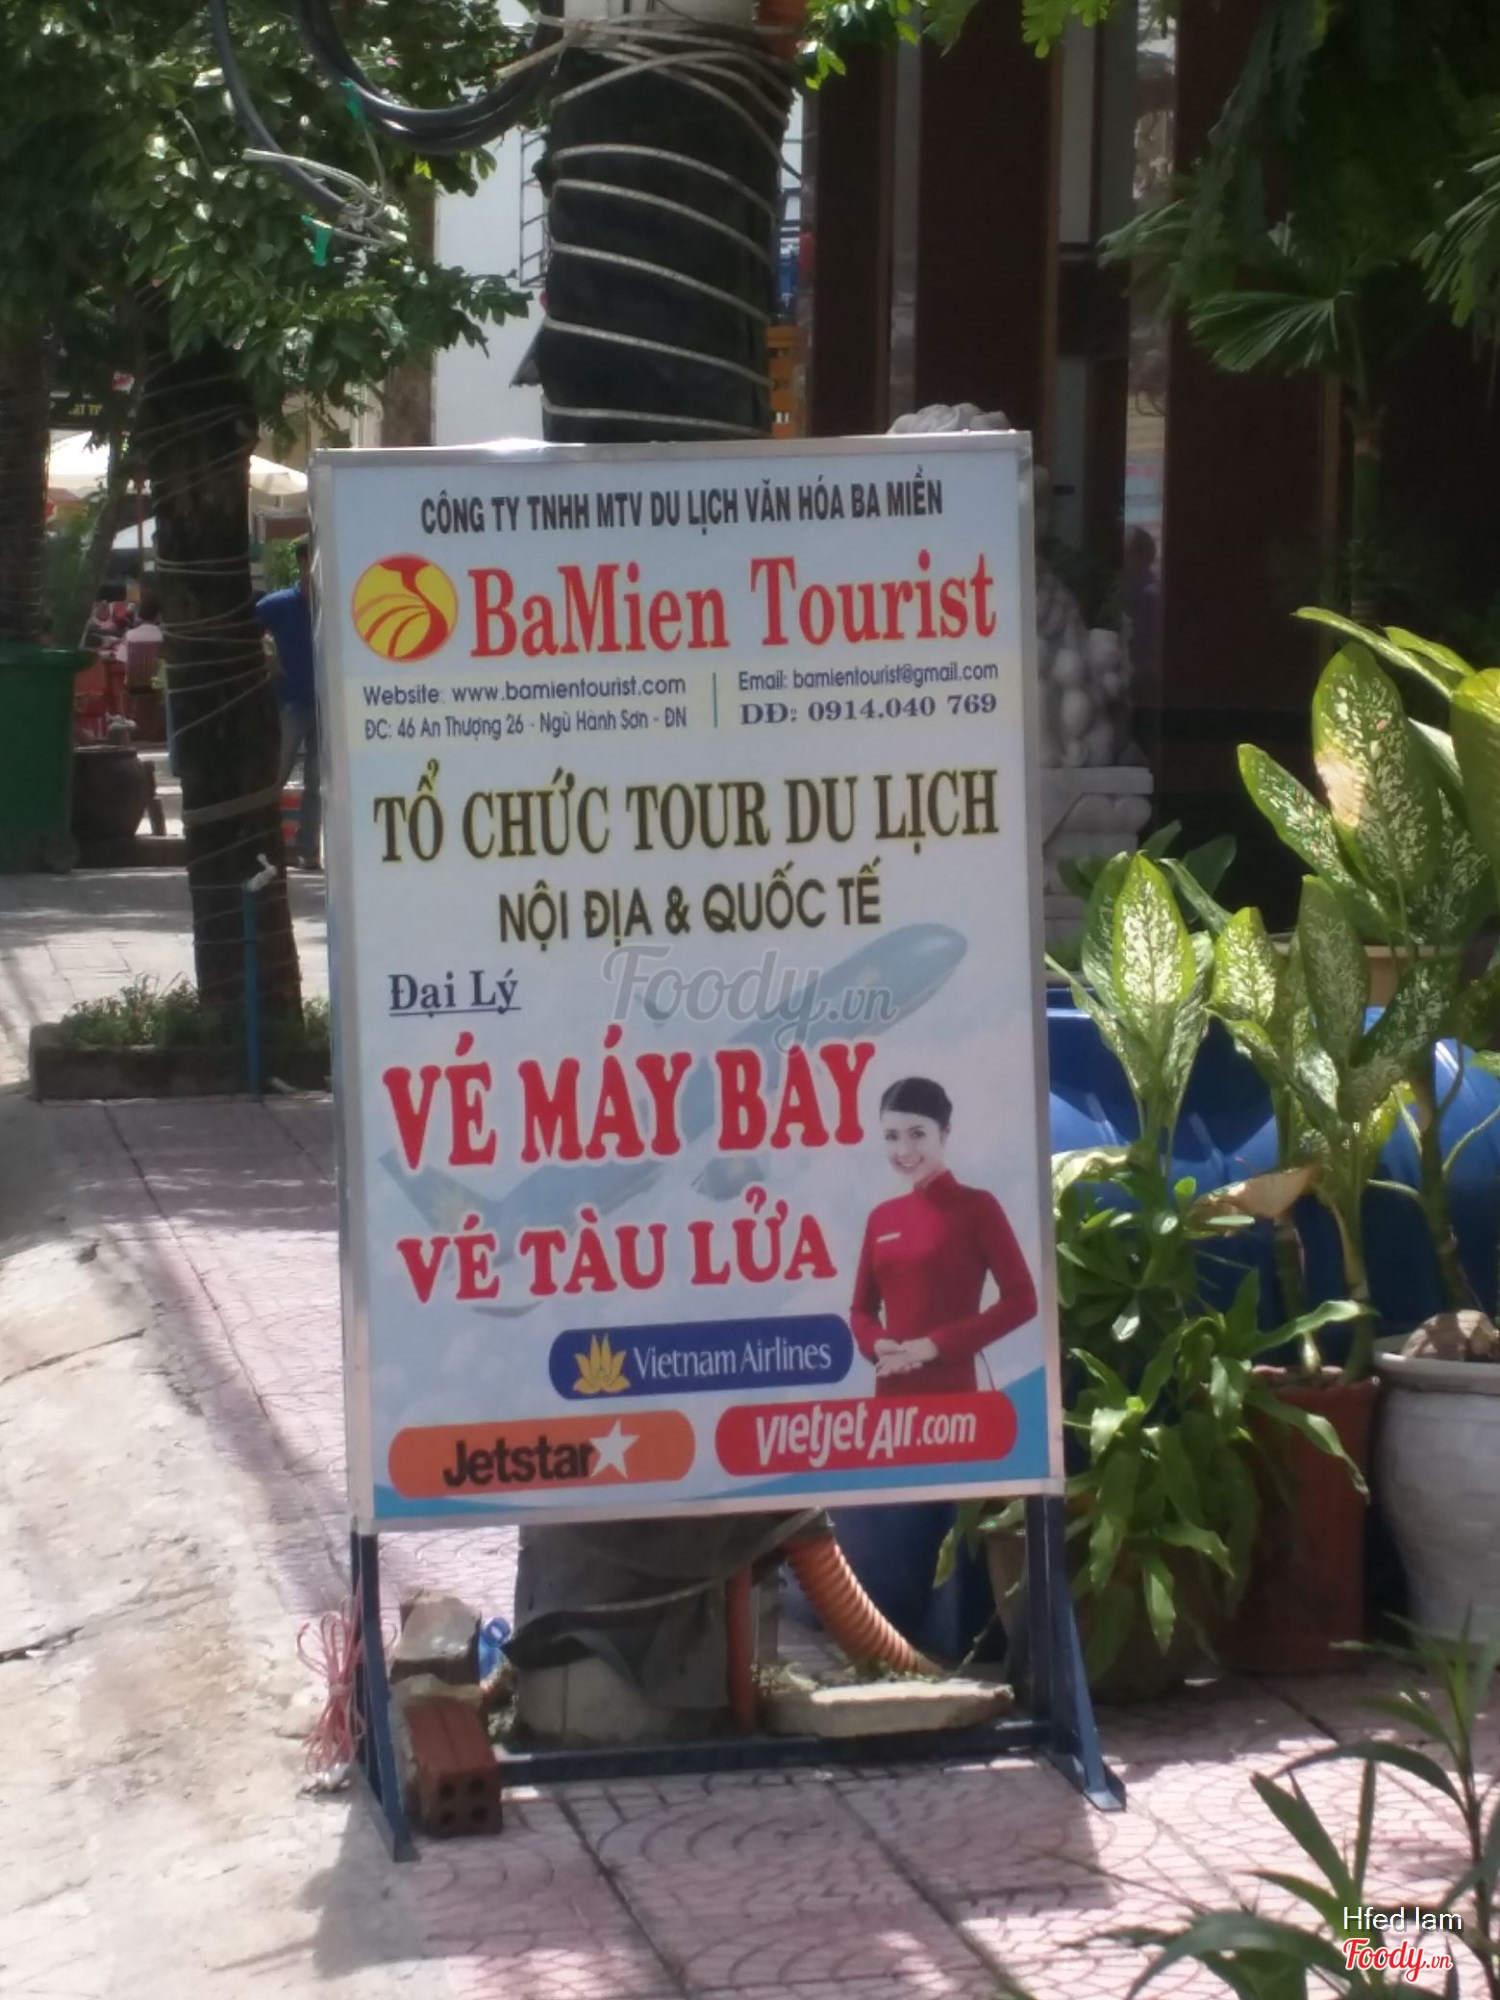 CÔNG TY TNHH MTV DU LỊCH VĂN HÓA BA MIỀN
BaMien Tourist
Website: www.bamientourist.com
ĐC: 46 An Thượng 26 - Ngũ Hành Sơn - ĐN
Email: bamientourist@gmail.com
DĐ: 0914.040 769
TỔ CHỨC TOUR DU LỊCH
NỘI ĐỊA & QUỐC TẾ
Đại Lý
Foody.vn
VÉ MÁY BAY
VÉ TÀU LỬA
Vietnam Airlines
Jetstar
Vietjet Air.com
Hfed lam
Foody.vn